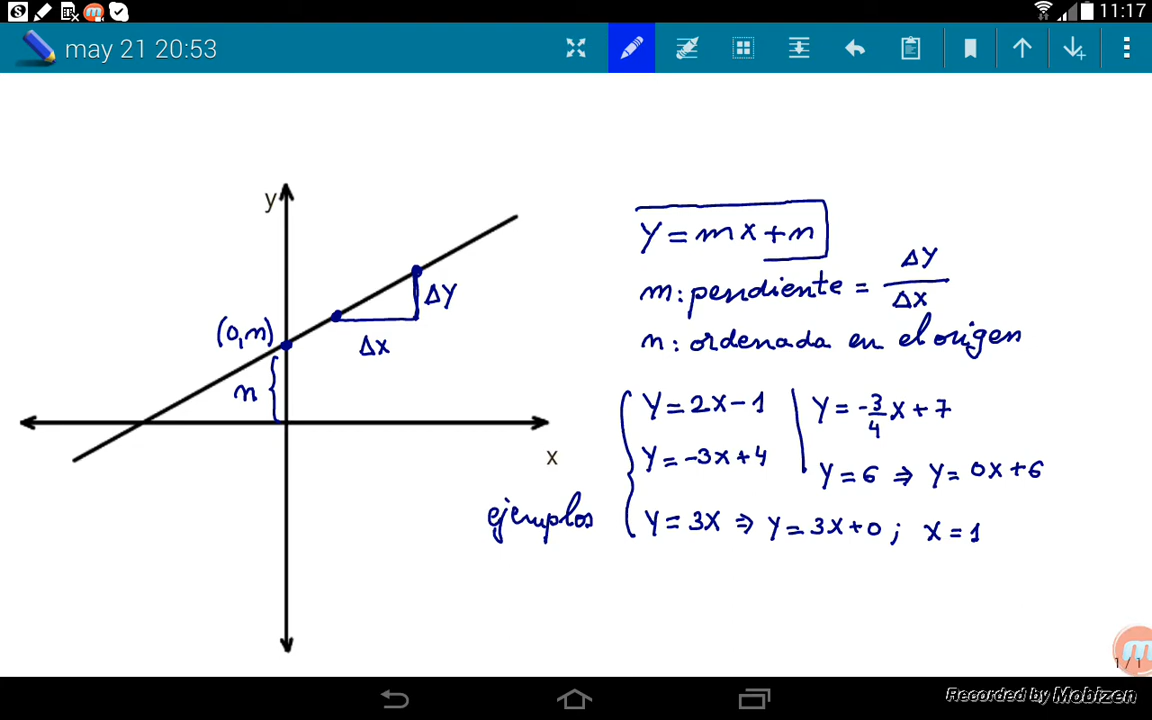 11:17
may 21 20:53
y
x
(0,n)
n
ΔX
ΔY
Y = mx + n
m: pendiente = ΔY/ΔX
n: ordenada en el origen
ejemplos
Y = 2X - 1
Y = -3X + 4
Y = 3X ⇒ Y = 3X + 0 ; X = 1
Y = -3/4 X + 7
Y = 6 ⇒ Y = 0X + 6
1 / 1
Recorded by Mobizen